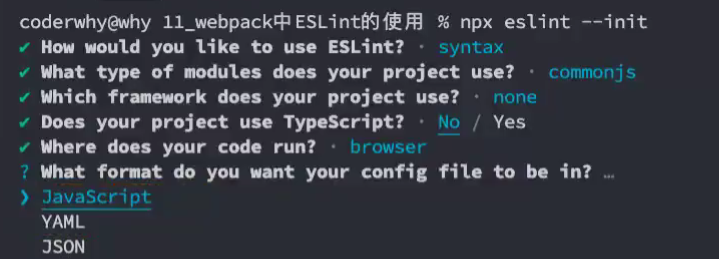 coderwhy@why 11_webpack中ESLint的使用 % npx eslint --init
✔ How would you like to use ESLint? · syntax
✔ What type of modules does your project use? · commonjs
✔ Which framework does your project use? · none
✔ Does your project use TypeScript? · No / Yes
✔ Where does your code run? · browser
? What format do you want your config file to be in? …
❯ JavaScript
YAML
JSON